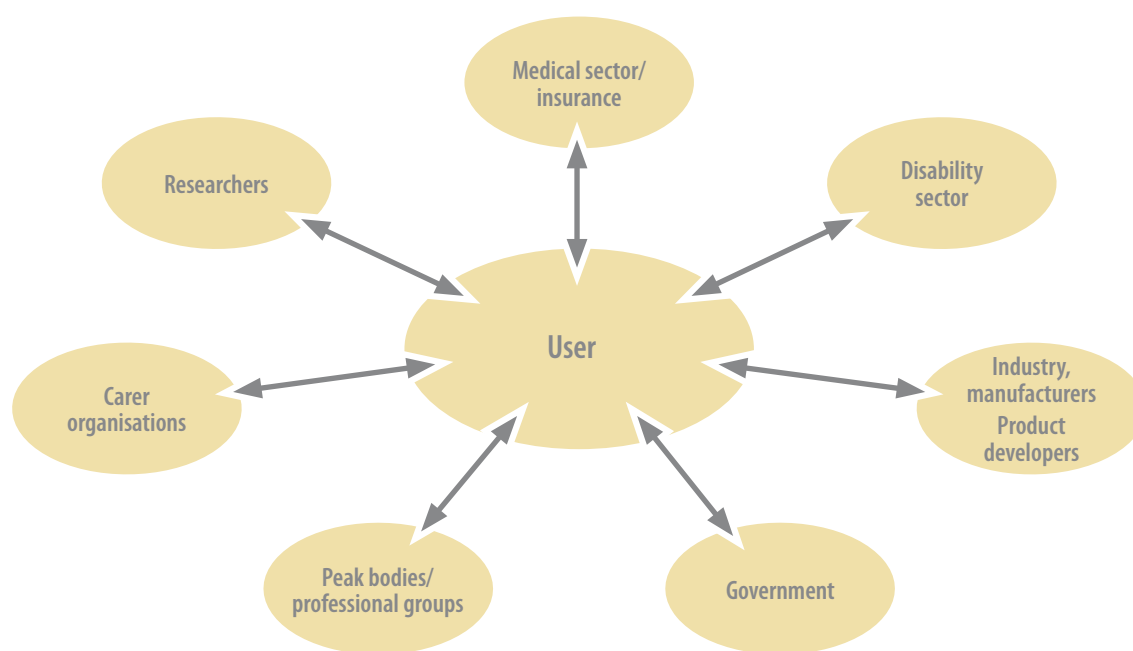 Medical sector/
insurance
Researchers
Disability
sector
User
Industry,
manufacturers
Product
developers
Carer
organisations
Peak bodies/
professional groups
Government